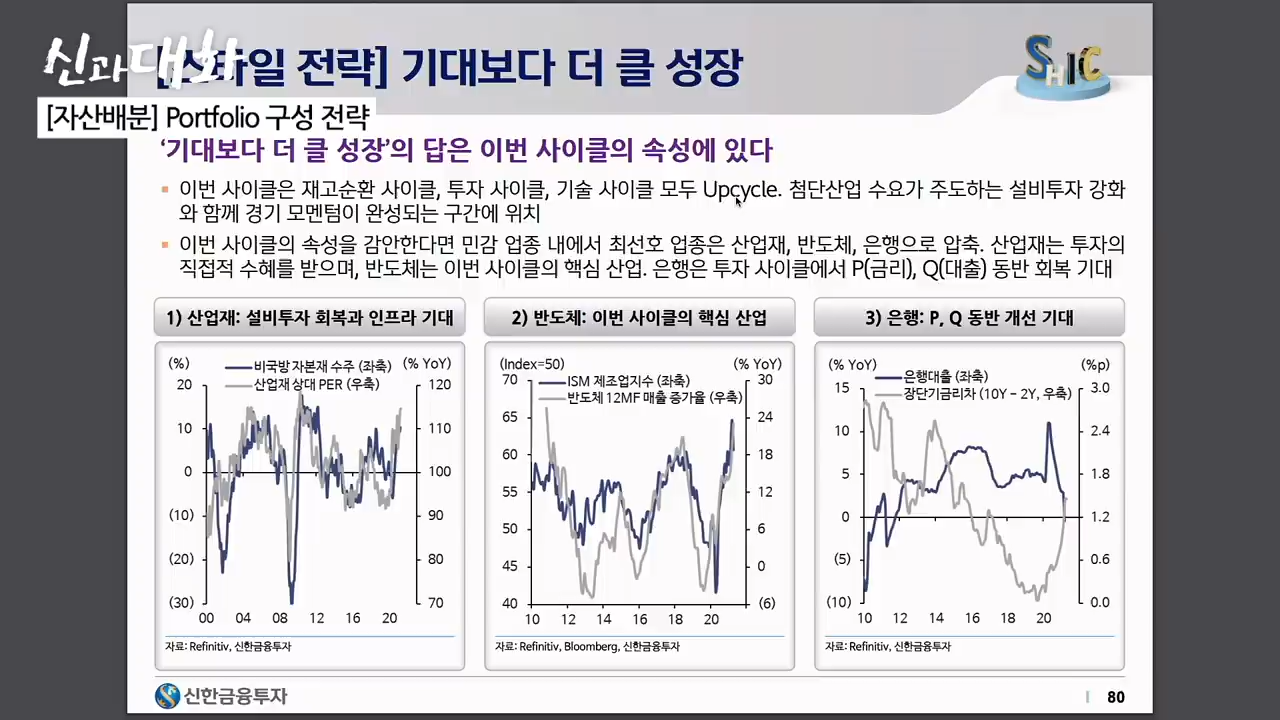 신과대화
[자산배분] Portfolio 구성 전략
[스타일 전략] 기대보다 더 클 성장
SHIC
‘기대보다 더 클 성장’의 답은 이번 사이클의 속성에 있다
▪ 이번 사이클은 재고순환 사이클, 투자 사이클, 기술 사이클 모두 Upcycle. 첨단산업 수요가 주도하는 설비투자 강화
와 함께 경기 모멘텀이 완성되는 구간에 위치
▪ 이번 사이클의 속성을 감안한다면 민감 업종 내에서 최선호 업종은 산업재, 반도체, 은행으로 압축. 산업재는 투자의
직접적 수혜를 받으며, 반도체는 이번 사이클의 핵심 산업. 은행은 투자 사이클에서 P(금리), Q(대출) 동반 회복 기대
1) 산업재: 설비투자 회복과 인프라 기대
(%)
비국방 자본재 수주 (좌축)
(% YoY)
산업재 상대 PER (우축)
20
10
0
(10)
(20)
(30)
120
110
100
90
80
70
00 04 08 12 16 20
자료: Refinitiv, 신한금융투자
2) 반도체: 이번 사이클의 핵심 산업
(Index=50)
(% YoY)
ISM 제조업지수 (좌축)
반도체 12MF 매출 증가율 (우축)
70
65
60
55
50
45
40
30
24
18
12
6
0
(6)
10 12 14 16 18 20
자료: Refinitiv, Bloomberg, 신한금융투자
3) 은행: P, Q 동반 개선 기대
(% YoY)
(%p)
은행대출 (좌축)
장단기금리차 (10Y - 2Y, 우축)
15
10
5
0
(5)
(10)
3.0
2.4
1.8
1.2
0.6
0.0
10 12 14 16 18 20
자료: Refinitiv, 신한금융투자
신한금융투자
80